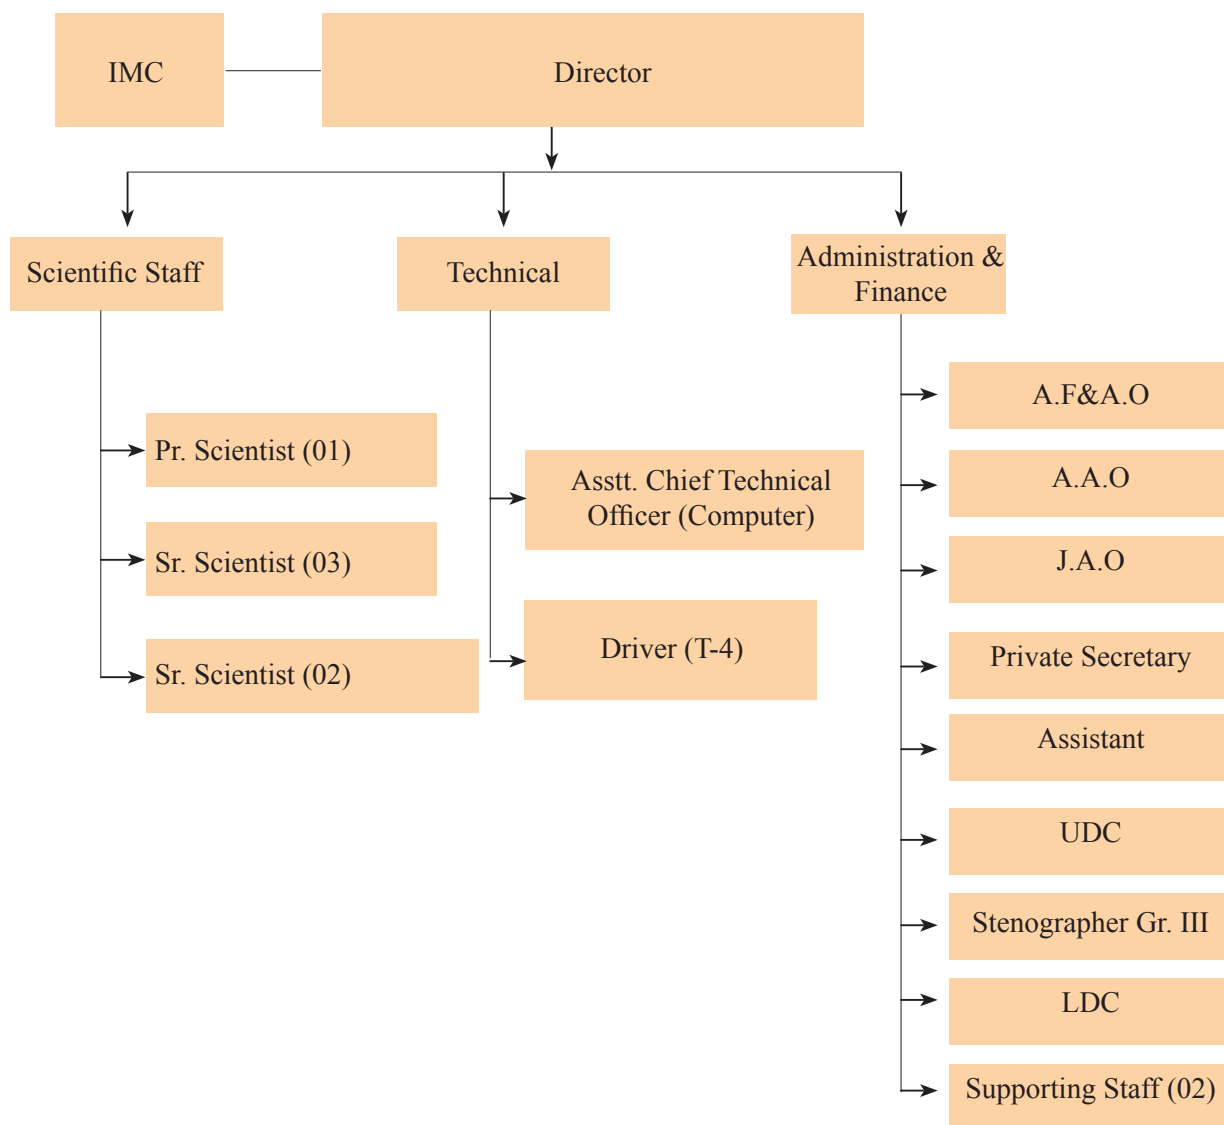 IMC
Director
Scientific Staff
Technical
Administration &
Finance
Pr. Scientist (01)
Sr. Scientist (03)
Sr. Scientist (02)
Asstt. Chief Technical
Officer (Computer)
Driver (T-4)
A.F&A.O
A.A.O
J.A.O
Private Secretary
Assistant
UDC
Stenographer Gr. III
LDC
Supporting Staff (02)